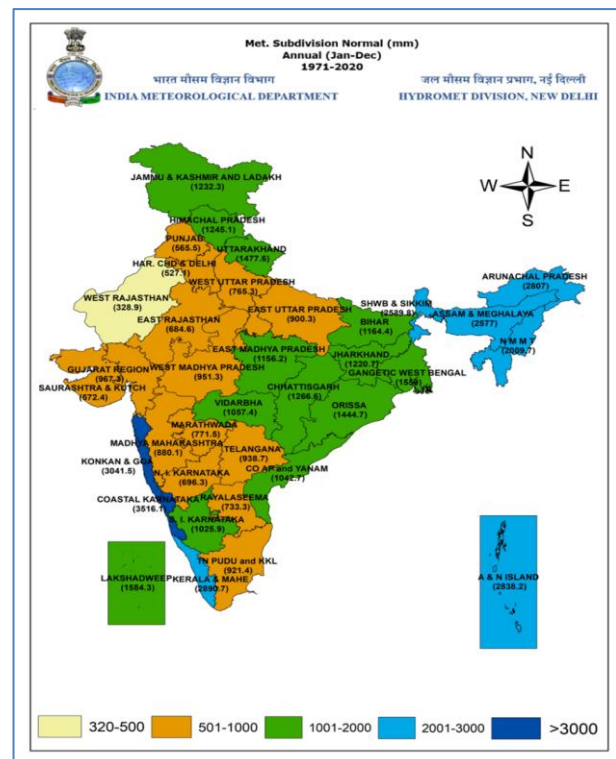 Met. Subdivision Normal (mm)
Annual (Jan-Dec)
1971-2020
भारत मौसम विज्ञान विभाग
INDIA METEOROLOGICAL DEPARTMENT
जल मौसम विज्ञान प्रभाग, नई दिल्ली
HYDROMET DIVISION, NEW DELHI
N
W
E
S
JAMMU & KASHMIR AND LADAKH
(1232.3)
HIMACHAL PRADESH
(1245.1)
PUNJAB
(565.5)
UTTARAKHAND
(1477.6)
HAR. CHD & DELHI
(527.1)
WEST UTTAR PRADESH
(765.3)
WEST RAJASTHAN
(328.9)
EAST RAJASTHAN
(684.6)
EAST UTTAR PRADESH
(900.3)
SHWB & SIKKIM
(2589.8)
ARUNACHAL PRADESH
(2807)
ASSAM & MEGHALAYA
(2577)
N M M T
(2009.7)
BIHAR
(1164.4)
EAST MADHYA PRADESH
(1156.2)
JHARKHAND
(1220.7)
GANGETIC WEST BENGAL
GUJARAT REGION
WEST MADHYA PRADESH
(951.3)
SAURASHTRA & KUTCH
CHHATTISGARH
ORISSA
(1444.7)
VIDARBHA
(1057.4)
MARATHWADA
(771.5)
MADHYA MAHARASHTRA
(880.1)
TELANGANA
(938.7)
KONKAN & GOA
(3041.5)
N. I. KARNATAKA
(696.3)
CO AP and YANAM
(1042.7)
COASTAL KARNATAKA
(3516.1)
RAYALASEEMA
(733.3)
S. I. KARNATAKA
(1025.9)
TN PUDU and KKL
(921.4)
LAKSHADWEEP
(1584.3)
KERALA & MAHE
(2890.7)
A & N ISLAND
(2838.2)
320-500
501-1000
1001-2000
2001-3000
>3000